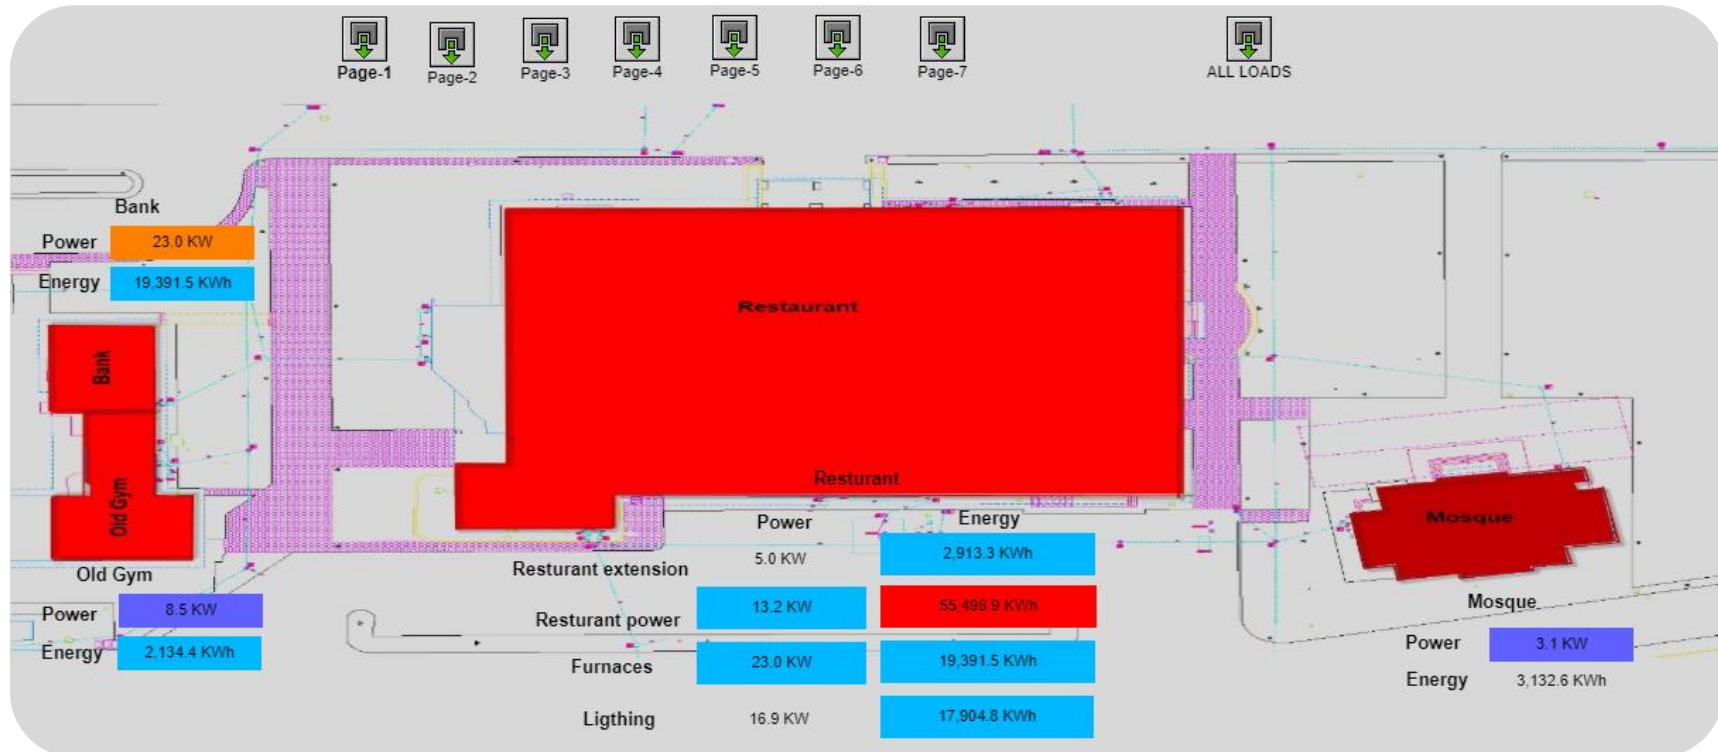 Page-1 Page-2 Page-3 Page-4 Page-5 Page-6 Page-7 ALL LOADS
Bank
Power 23.0 KW
Energy 19,391.5 KWh
Bank
Old Gym
Old Gym
Power 8.5 KW
Energy 2,134.4 KWh
Restaurant
Resturant
Power Energy
Resturant extension 5.0 KW 2,913.3 KWh
Resturant power 13.2 KW 55,496.9 KWh
Furnaces 23.0 KW 19,391.5 KWh
Ligthing 16.9 KW 17,904.8 KWh
Mosque
Mosque
Power 3.1 KW
Energy 3,132.6 KWh